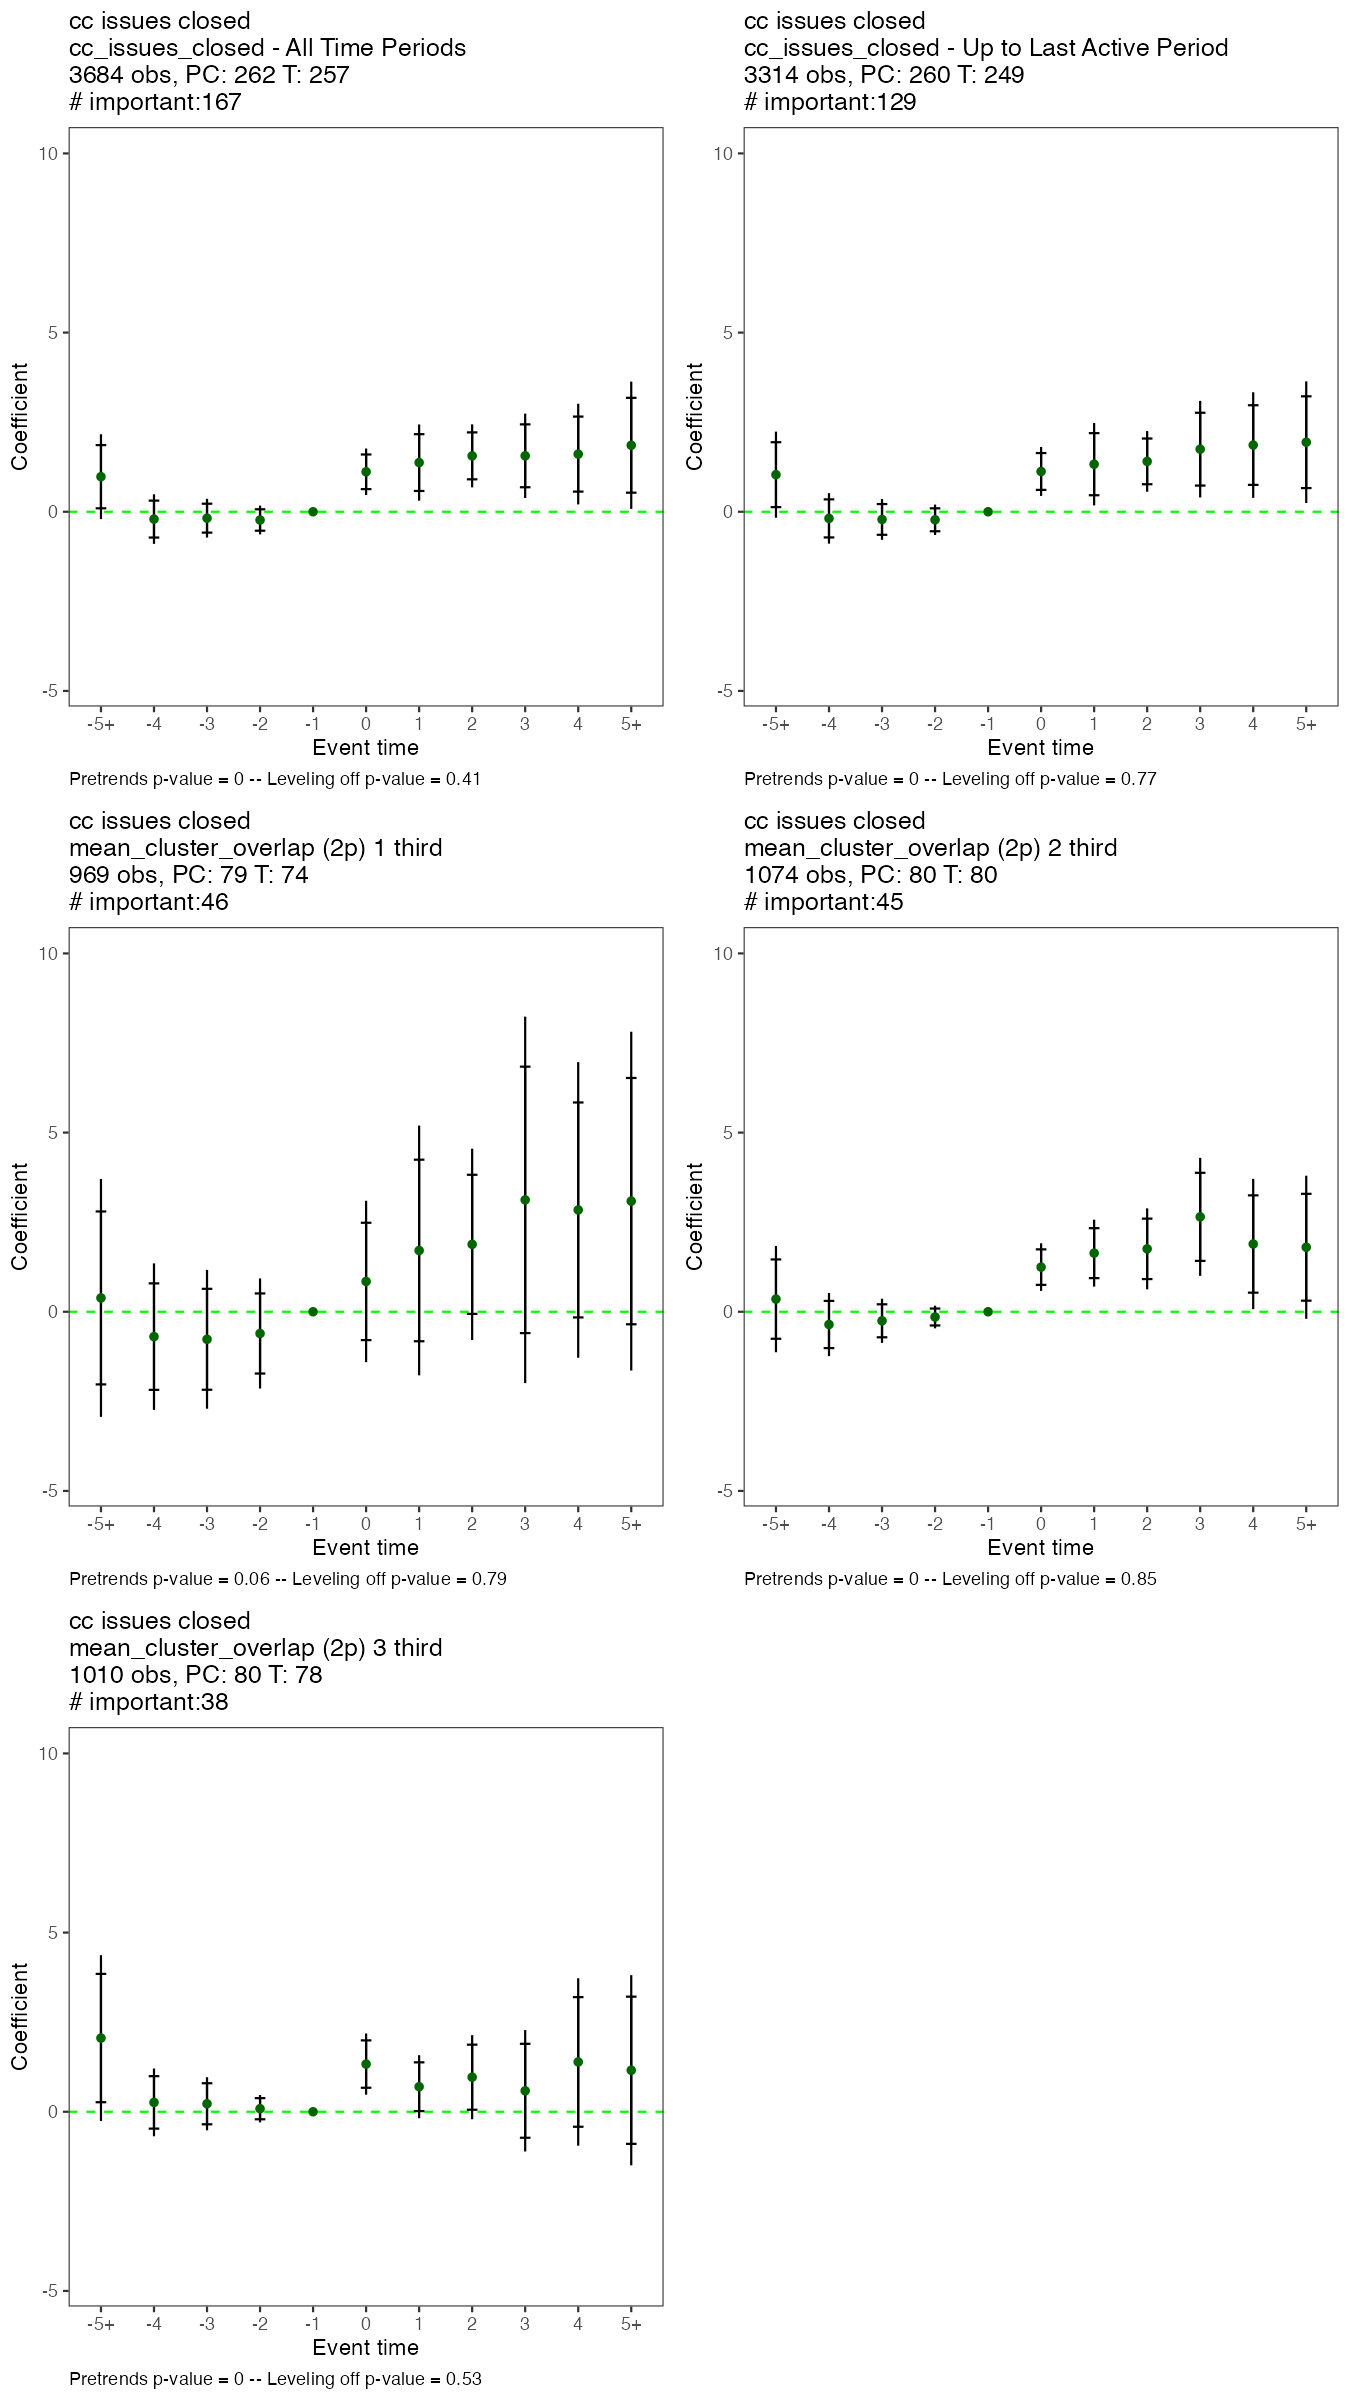 cc issues closed
cc_issues_closed - All Time Periods
3684 obs, PC: 262 T: 257
# important:167
10
5
0
-5
Coefficient
-5+ -4 -3 -2 -1 0 1 2 3 4 5+
Event time
Pretrends p-value = 0 -- Leveling off p-value = 0.41
cc issues closed
cc_issues_closed - Up to Last Active Period
3314 obs, PC: 260 T: 249
# important:129
10
5
0
-5
Coefficient
-5+ -4 -3 -2 -1 0 1 2 3 4 5+
Event time
Pretrends p-value = 0 -- Leveling off p-value = 0.77
cc issues closed
mean_cluster_overlap (2p) 1 third
969 obs, PC: 79 T: 74
# important:46
10
5
0
-5
Coefficient
-5+ -4 -3 -2 -1 0 1 2 3 4 5+
Event time
Pretrends p-value = 0.06 -- Leveling off p-value = 0.79
cc issues closed
mean_cluster_overlap (2p) 2 third
1074 obs, PC: 80 T: 80
# important:45
10
5
0
-5
Coefficient
-5+ -4 -3 -2 -1 0 1 2 3 4 5+
Event time
Pretrends p-value = 0 -- Leveling off p-value = 0.85
cc issues closed
mean_cluster_overlap (2p) 3 third
1010 obs, PC: 80 T: 78
# important:38
10
5
0
-5
Coefficient
-5+ -4 -3 -2 -1 0 1 2 3 4 5+
Event time
Pretrends p-value = 0 -- Leveling off p-value = 0.53